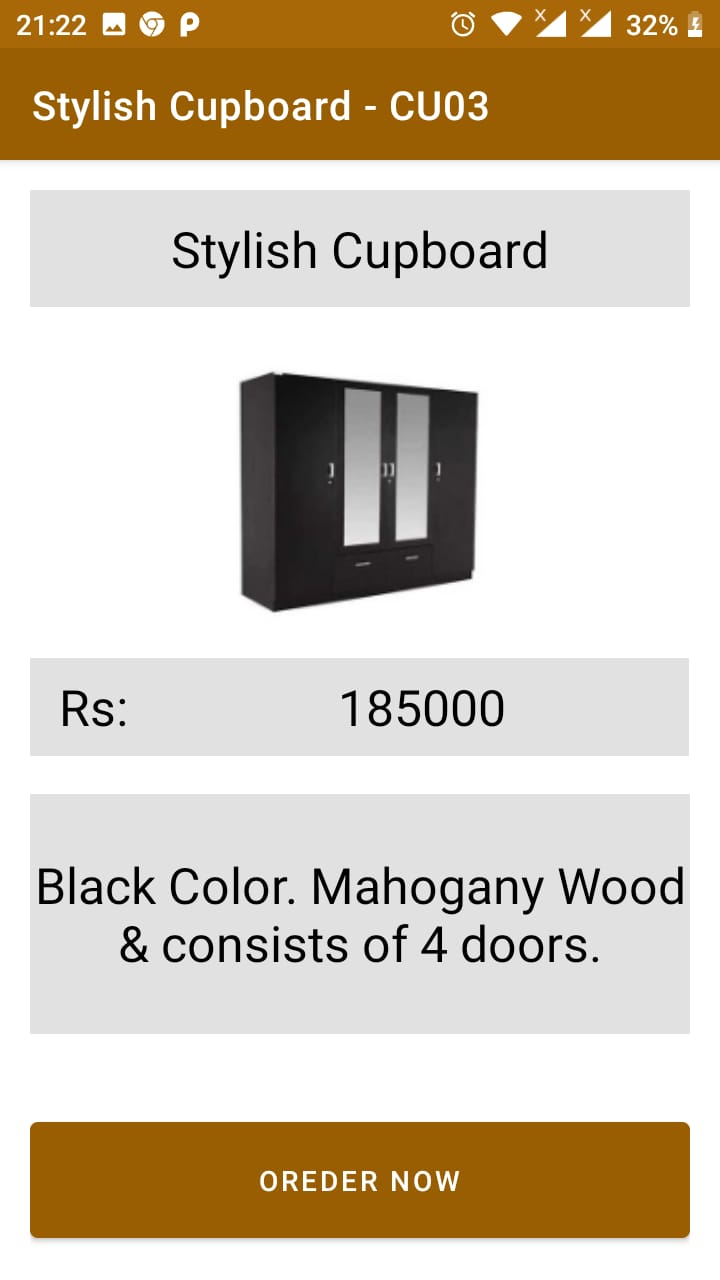 21:22 32%
Stylish Cupboard - CU03
Stylish Cupboard
Rs: 185000
Black Color. Mahogany Wood
& consists of 4 doors.
OREDER NOW